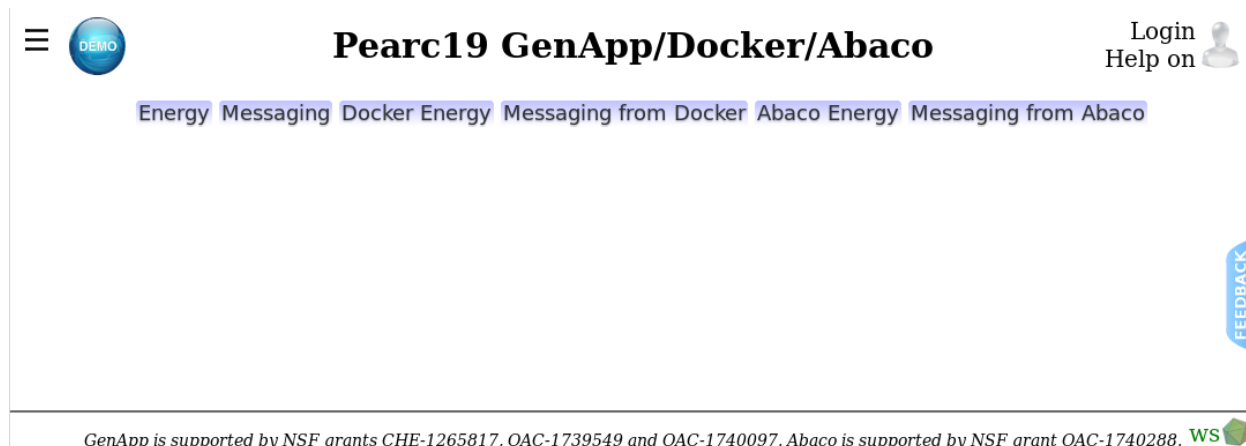 DEMO
Pearc19 GenApp/Docker/Abaco
Login
Help on
Energy Messaging Docker Energy Messaging from Docker Abaco Energy Messaging from Abaco
FEEDBACK
GenApp is supported by NSF grants CHE-1265817, OAC-1739549 and OAC-1740097. Abaco is supported by NSF grant OAC-1740288. ws